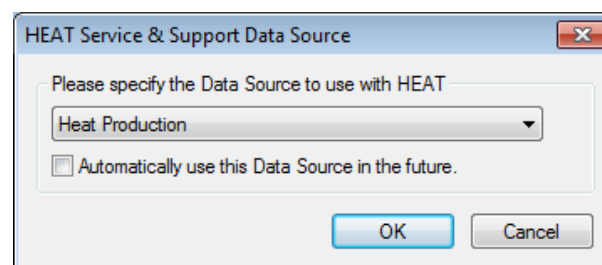 HEAT Service & Support Data Source
Please specify the Data Source to use with HEAT
Heat Production
Automatically use this Data Source in the future.
OK Cancel